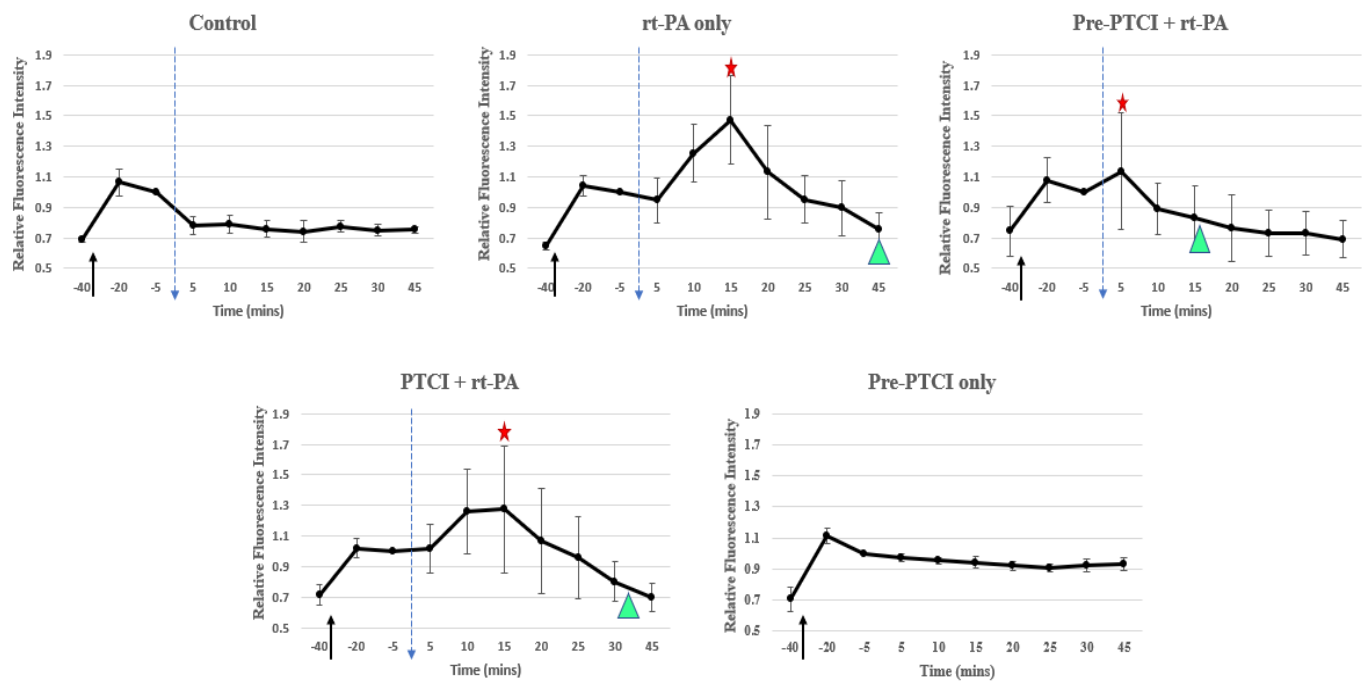 Control
Relative Fluorescence Intensity
1.9
1.7
1.5
1.3
1.1
0.9
0.7
0.5
-40 -20 -5 5 10 15 20 25 30 45
Time (mins)
rt-PA only
Relative Fluorescence Intensity
1.9
1.7
1.5
1.3
1.1
0.9
0.7
0.5
-40 -20 -5 5 10 15 20 25 30 45
Time (mins)
Pre-PTCI + rt-PA
Relative Fluorescence Intensity
1.9
1.7
1.5
1.3
1.1
0.9
0.7
0.5
-40 -20 -5 5 10 15 20 25 30 45
Time (mins)
PTCI + rt-PA
Relative Fluorescence Intensity
1.9
1.7
1.5
1.3
1.1
0.9
0.7
0.5
-40 -20 -5 5 10 15 20 25 30 45
Time (mins)
Pre-PTCI only
Relative Fluorescence Intensity
1.9
1.7
1.5
1.3
1.1
0.9
0.7
0.5
-40 -20 -5 5 10 15 20 25 30 45
Time (mins)